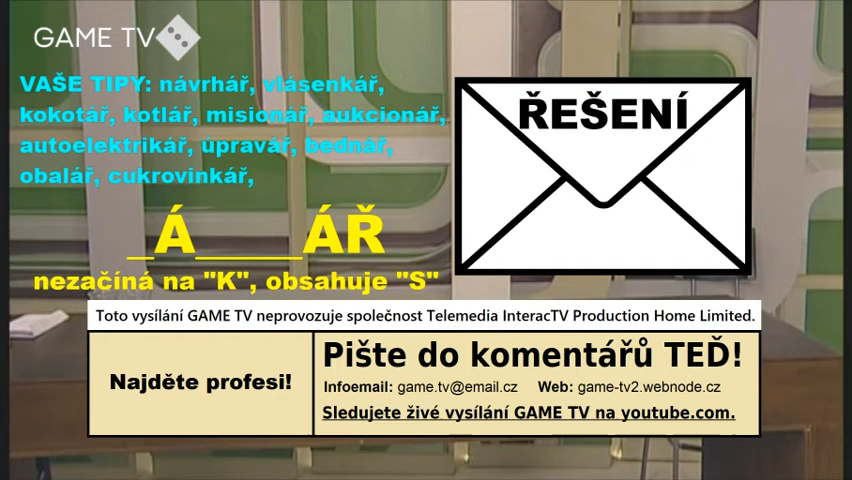 GAME TV
VAŠE TIPY: návrhář, vlásenkář,
kokotář, kotlář, misionář, aukcionář,
autoelektrikář, upravář, bednář,
obalář, cukrovinkář,
ŘEŠENÍ
_Á_____ÁŘ
nezačíná na "K", obsahuje "S"
Toto vysílání GAME TV neprovozuje společnost Telemedia InteracTV Production Home Limited.
Najděte profesi!
Pište do komentářů TEĎ!
Infoemail: game.tv@email.cz Web: game-tv2.webnode.cz
Sledujete živé vysílání GAME TV na youtube.com.